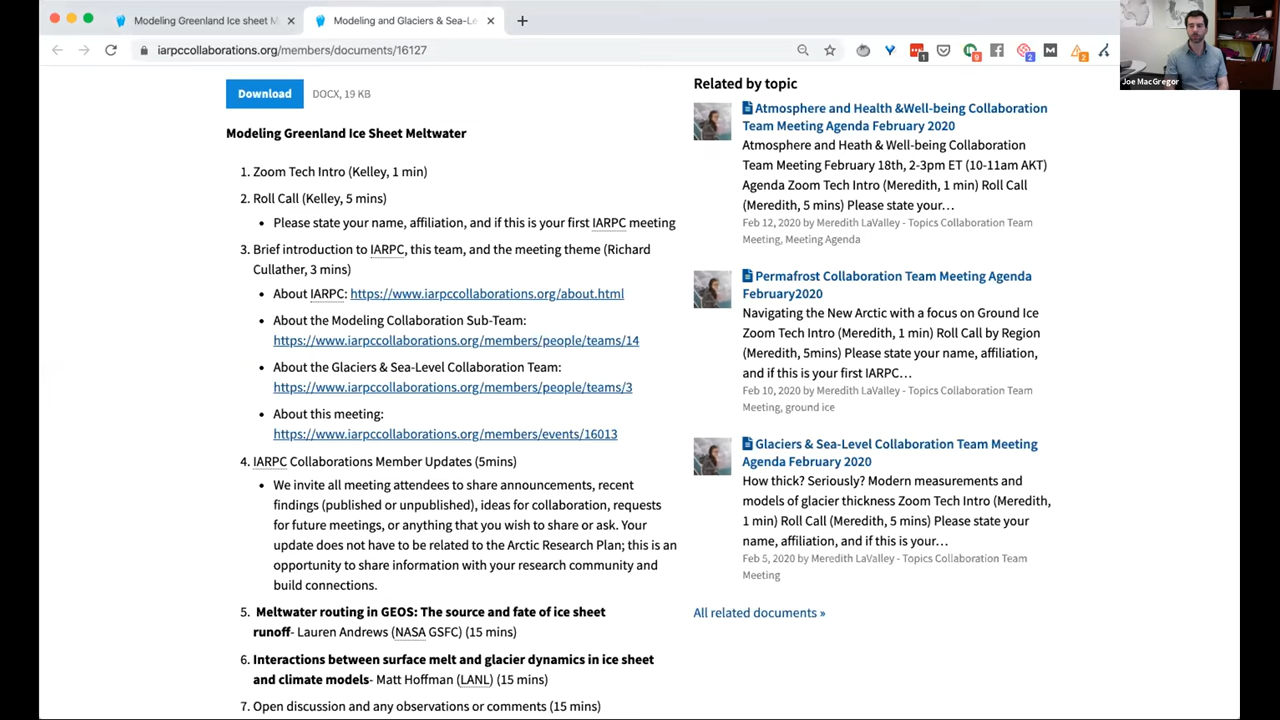 Modeling Greenland Ice sheet M
Modeling and Glaciers & Sea-Le
iarpccollaborations.org/members/documents/16127
1
9
2
2
Joe MacGregor
Download
DOCX, 19 KB
Modeling Greenland Ice Sheet Meltwater
1. Zoom Tech Intro (Kelley, 1 min)
2. Roll Call (Kelley, 5 mins)
• Please state your name, affiliation, and if this is your first IARPC meeting
3. Brief introduction to IARPC, this team, and the meeting theme (Richard
Cullather, 3 mins)
• About IARPC: https://www.iarpccollaborations.org/about.html
• About the Modeling Collaboration Sub-Team:
https://www.iarpccollaborations.org/members/people/teams/14
• About the Glaciers & Sea-Level Collaboration Team:
https://www.iarpccollaborations.org/members/people/teams/3
• About this meeting:
https://www.iarpccollaborations.org/members/events/16013
4. IARPC Collaborations Member Updates (5mins)
• We invite all meeting attendees to share announcements, recent
findings (published or unpublished), ideas for collaboration, requests
for future meetings, or anything that you wish to share or ask. Your
update does not have to be related to the Arctic Research Plan; this is an
opportunity to share information with your research community and
build connections.
5. Meltwater routing in GEOS: The source and fate of ice sheet
runoff- Lauren Andrews (NASA GSFC) (15 mins)
6. Interactions between surface melt and glacier dynamics in ice sheet
and climate models- Matt Hoffman (LANL) (15 mins)
7. Open discussion and any observations or comments (15 mins)
Related by topic
Atmosphere and Health &Well-being Collaboration
Team Meeting Agenda February 2020
Atmosphere and Heath & Well-being Collaboration
Team Meeting February 18th, 2-3pm ET (10-11am AKT)
Agenda Zoom Tech Intro (Meredith, 1 min) Roll Call
(Meredith, 5 mins) Please state your…
Feb 12, 2020 by Meredith LaValley - Topics Collaboration Team
Meeting, Meeting Agenda
Permafrost Collaboration Team Meeting Agenda
February2020
Navigating the New Arctic with a focus on Ground Ice
Zoom Tech Intro (Meredith, 1 min) Roll Call by Region
(Meredith, 5mins) Please state your name, affiliation,
and if this is your first IARPC…
Feb 10, 2020 by Meredith LaValley - Topics Collaboration Team
Meeting, ground ice
Glaciers & Sea-Level Collaboration Team Meeting
Agenda February 2020
How thick? Seriously? Modern measurements and
models of glacier thickness Zoom Tech Intro (Meredith,
1 min) Roll Call (Meredith, 5 mins) Please state your
name, affiliation, and if this is your…
Feb 5, 2020 by Meredith LaValley - Topics Collaboration Team
Meeting
All related documents »